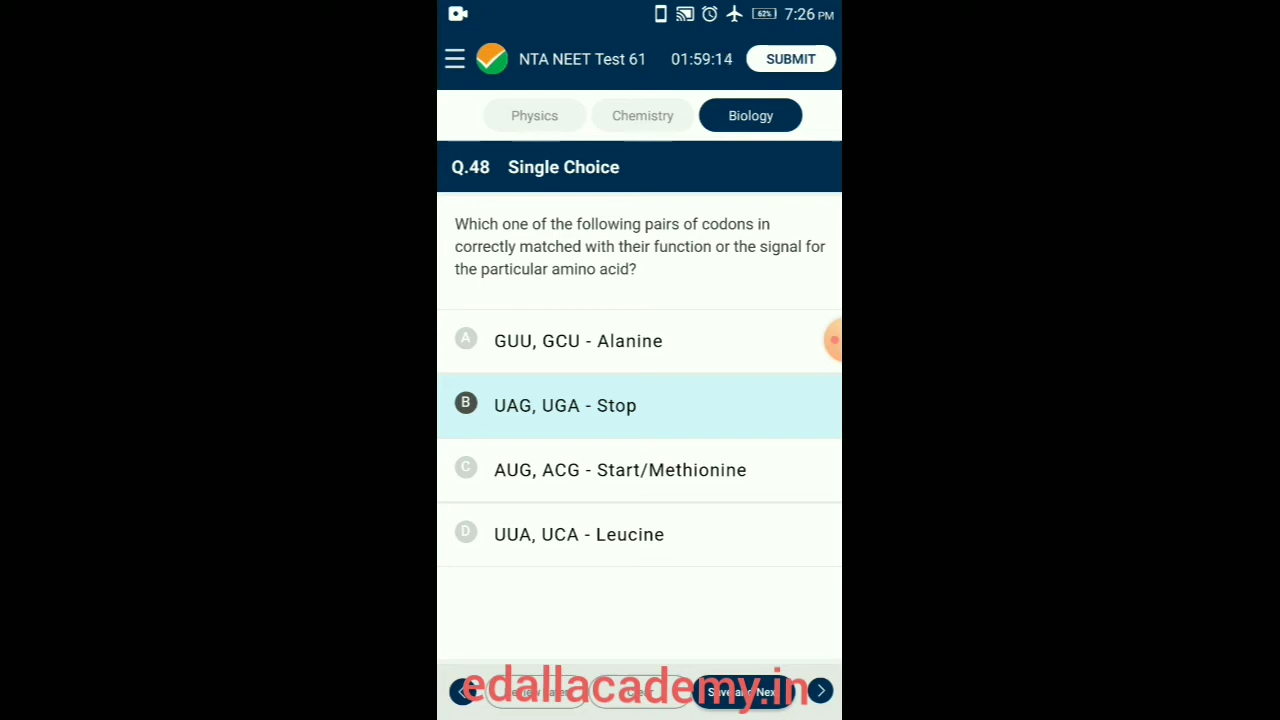 62% 7:26 PM
NTA NEET Test 61 01:59:14 SUBMIT
Physics Chemistry Biology
Q.48 Single Choice
Which one of the following pairs of codons in
correctly matched with their function or the signal for
the particular amino acid?
A GUU, GCU - Alanine
B UAG, UGA - Stop
C AUG, ACG - Start/Methionine
D UUA, UCA - Leucine
edallacademy.in